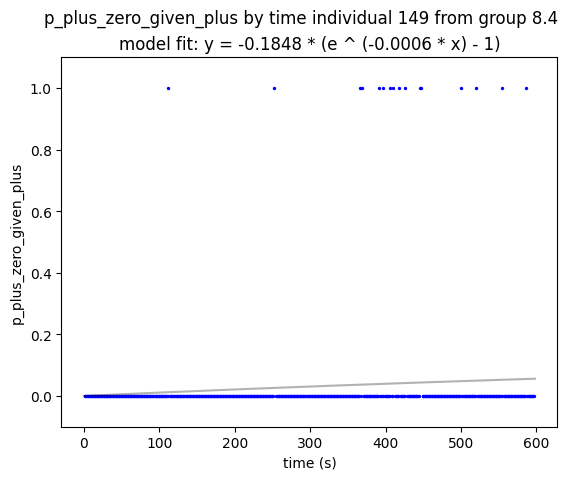 p_plus_zero_given_plus by time individual 149 from group 8.4
model fit: y = -0.1848 * (e ^ (-0.0006 * x) - 1)
1.0
0.8
0.6
0.4
0.2
0.0
p_plus_zero_given_plus
0 100 200 300 400 500 600
time (s)